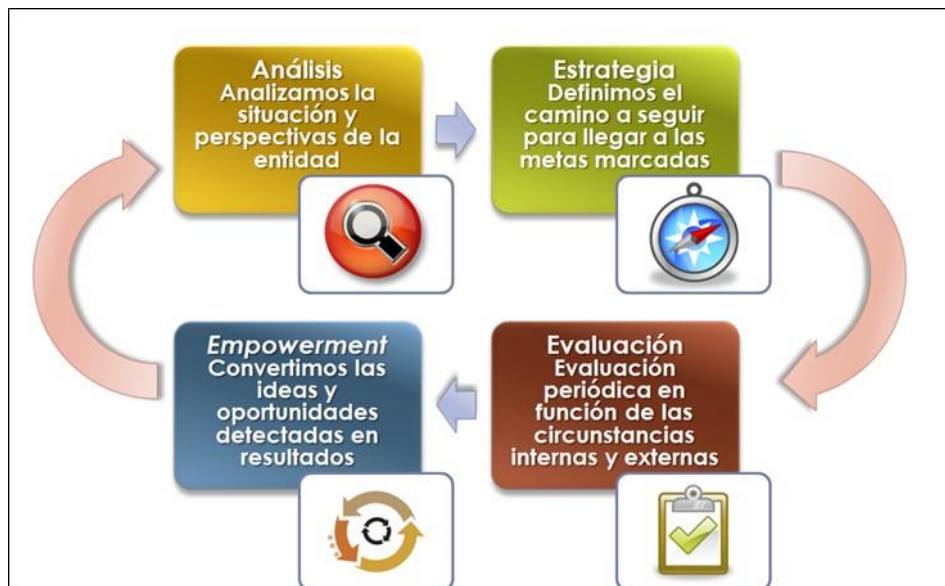 Análisis
Analizamos la
situación y
perspectivas de la
entidad
Estrategia
Definimos el
camino a seguir
para llegar a las
metas marcadas
Empowerment
Convertimos las
ideas y
oportunidades
detectadas en
resultados
Evaluación
Evaluación
periódica en
función de las
circunstancias
internas y externas